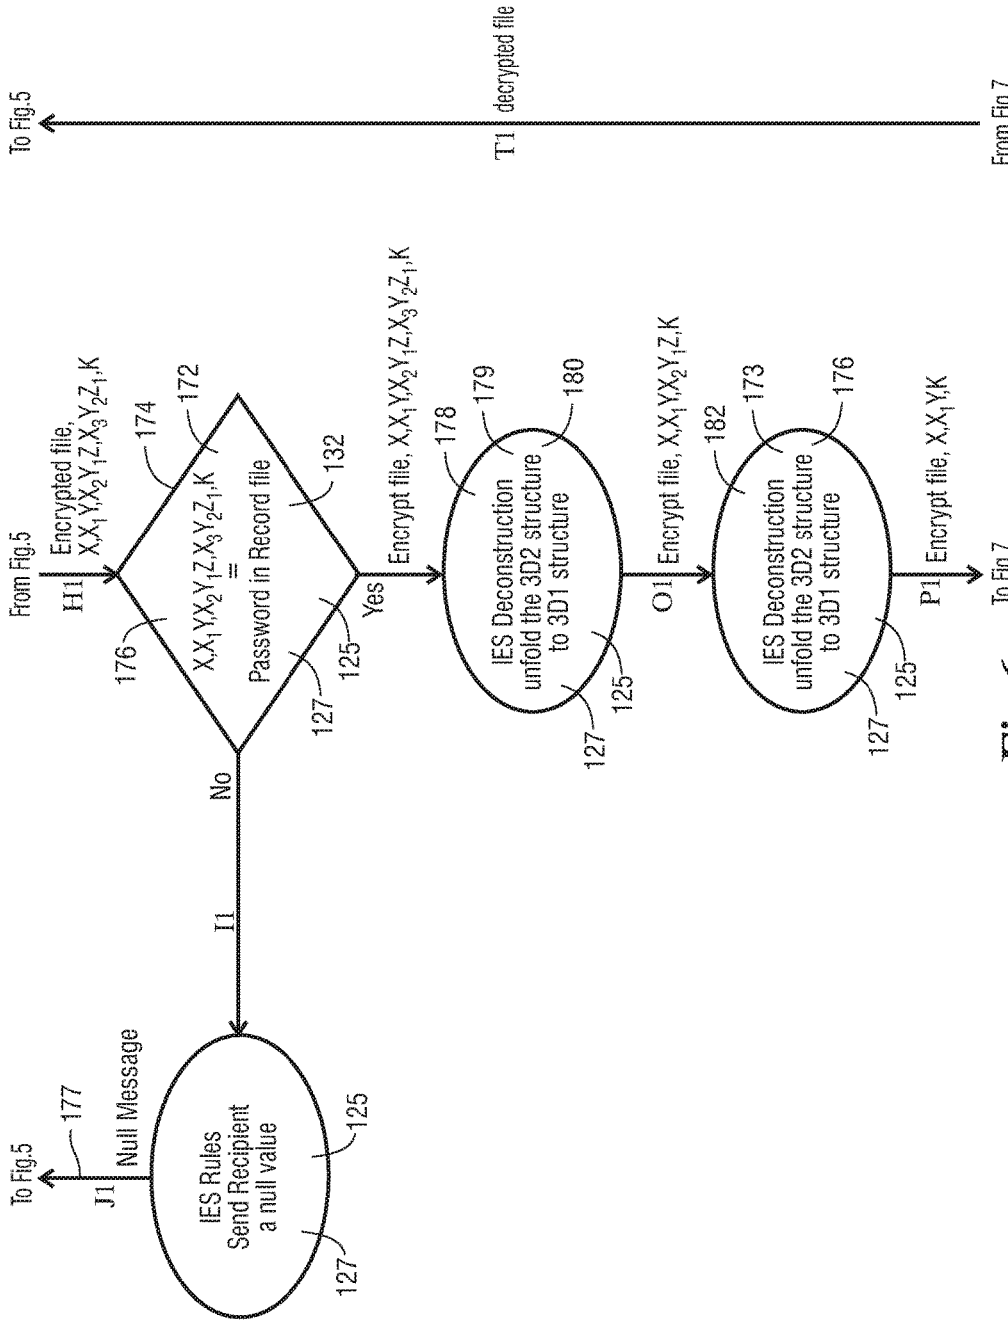 To Fig.5
177
J1
Null Message
IES Rules
Send Recipient
a null value
127
125
I1
No
From Fig.5
H1
Encrypted file,
X,X₁Y,YX₂Y₁Z,X₃Y₂Z₁,K
174
172
176
X,X₁Y,YX₂Y₁Z,X₃Y₂Z₁,K
=
Password in Record file
132
127
125
Yes
Encrypt file, X,X₁Y,YX₂Y₁Z,X₃Y₂Z₁,K
178
179
180
IES Deconstruction
unfold the 3D2 structure
to 3D1 structure
127
125
O1
Encrypt file, X,X₁Y,YX₂Y₁Z,K
182
173
176
IES Deconstruction
unfold the 3D2 structure
to 3D1 structure
127
125
P1
Encrypt file, X,X₁Y,K
To Fig.7
To Fig.5
T1
decrypted file
From Fig.7